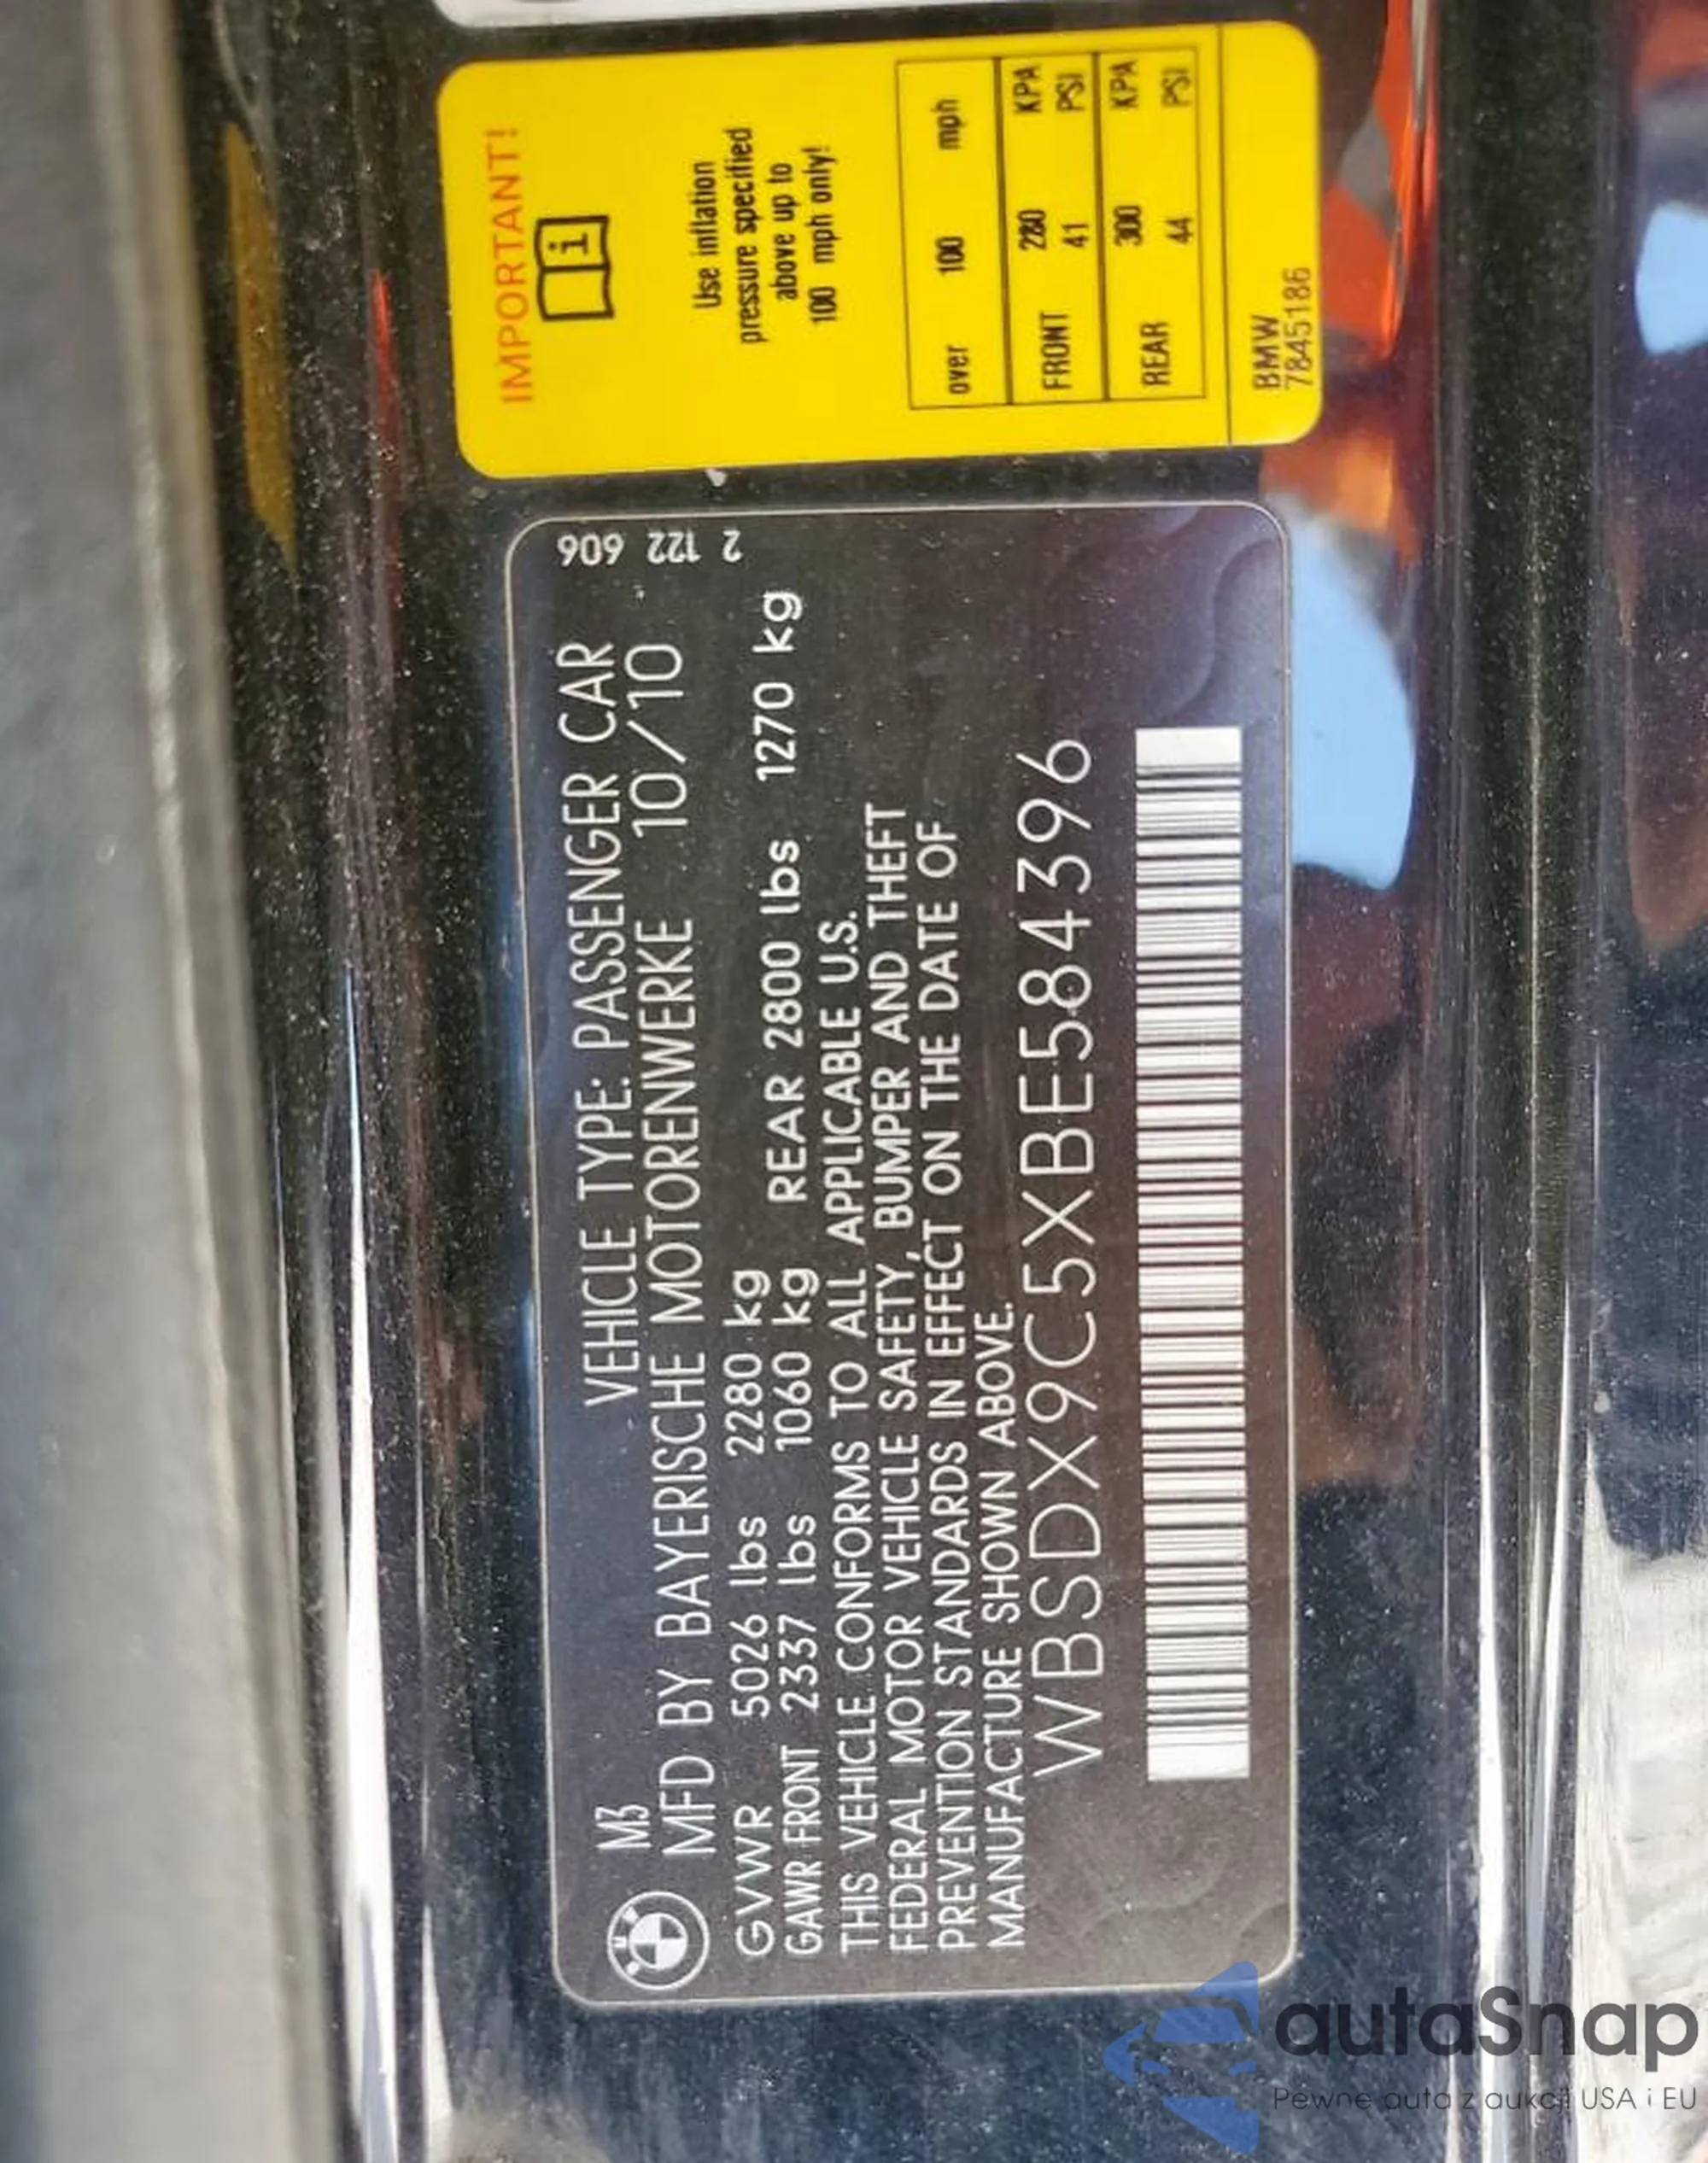 IMPORTANT!
i
Use inflation
pressure specified
above up to
100 mph only!
over 100 mph
FRONT 280 KPA
41 PSI
REAR 300 KPA
44 PSI
BMW
7845186
2 122 606
M3 VEHICLE TYPE: PASSENGER CAR
MFD BY BAYERISCHE MOTORENWERKE 10/10
GVWR 5026 lbs 2280 kg
GAWR FRONT 2337 lbs 1060 kg REAR 2800 lbs 1270 kg
THIS VEHICLE CONFORMS TO ALL APPLICABLE U.S.
FEDERAL MOTOR VEHICLE SAFETY, BUMPER AND THEFT
PREVENTION STANDARDS IN EFFECT ON THE DATE OF
MANUFACTURE SHOWN ABOVE.
WBSDX9C5XBE584396
autaSnap
Pewne auta z aukcji USA i EU